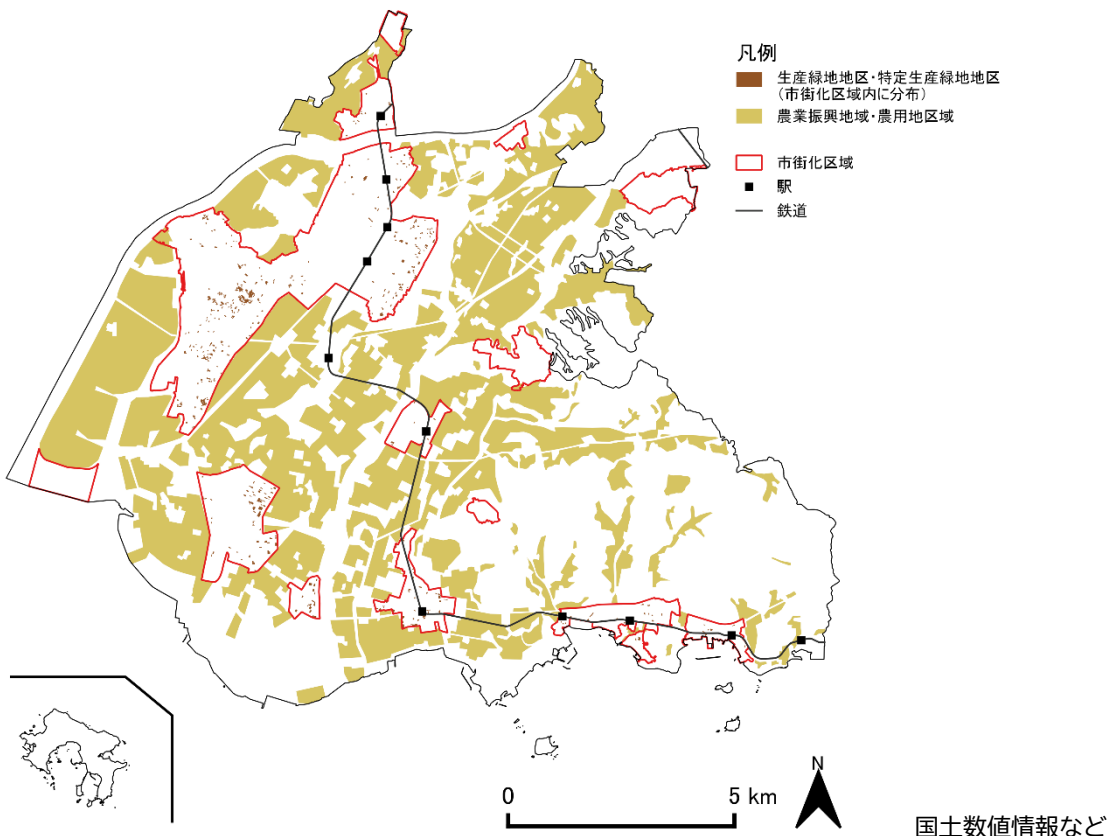 凡例
生産緑地地区・特定生産緑地地区
（市街化区域内に分布）
農業振興地域・農用地区域
市街化区域
駅
鉄道
N
0 5 km
国土数値情報など